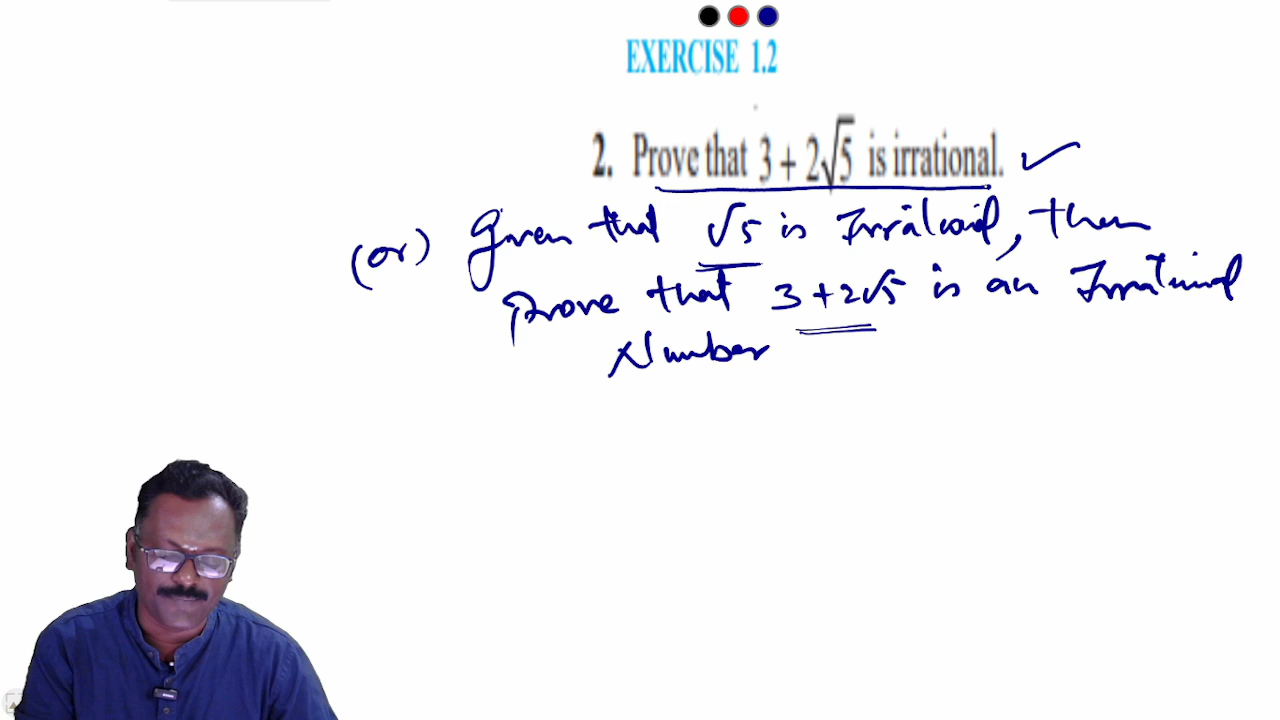 EXERCISE 1.2
2. Prove that 3 + 2√5 is irrational.
(or) Given that √5 is Irrational, then
prove that 3 + 2√5 is an Irrational
Number